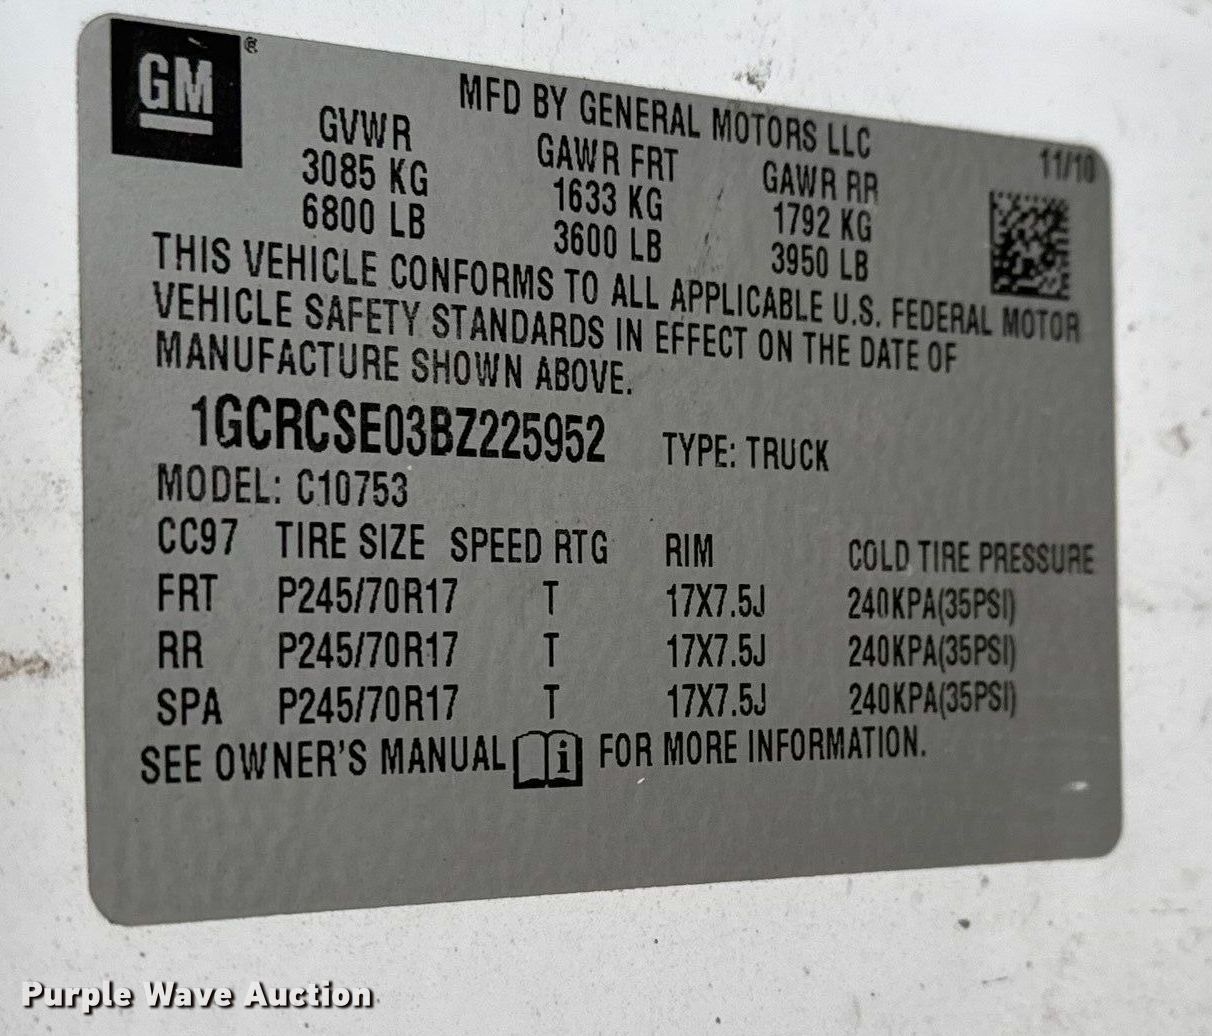 GM ®
MFD BY GENERAL MOTORS LLC
11/10
GVWR GAWR FRT GAWR RR
3085 KG 1633 KG 1792 KG
6800 LB 3600 LB 3950 LB
THIS VEHICLE CONFORMS TO ALL APPLICABLE U.S. FEDERAL MOTOR
VEHICLE SAFETY STANDARDS IN EFFECT ON THE DATE OF
MANUFACTURE SHOWN ABOVE.
1GCRCSE03BZ225952 TYPE: TRUCK
MODEL: C10753
CC97 TIRE SIZE SPEED RTG RIM COLD TIRE PRESSURE
FRT P245/70R17 T 17X7.5J 240KPA(35PSI)
RR P245/70R17 T 17X7.5J 240KPA(35PSI)
SPA P245/70R17 T 17X7.5J 240KPA(35PSI)
SEE OWNER'S MANUAL i FOR MORE INFORMATION.
Purple Wave Auction